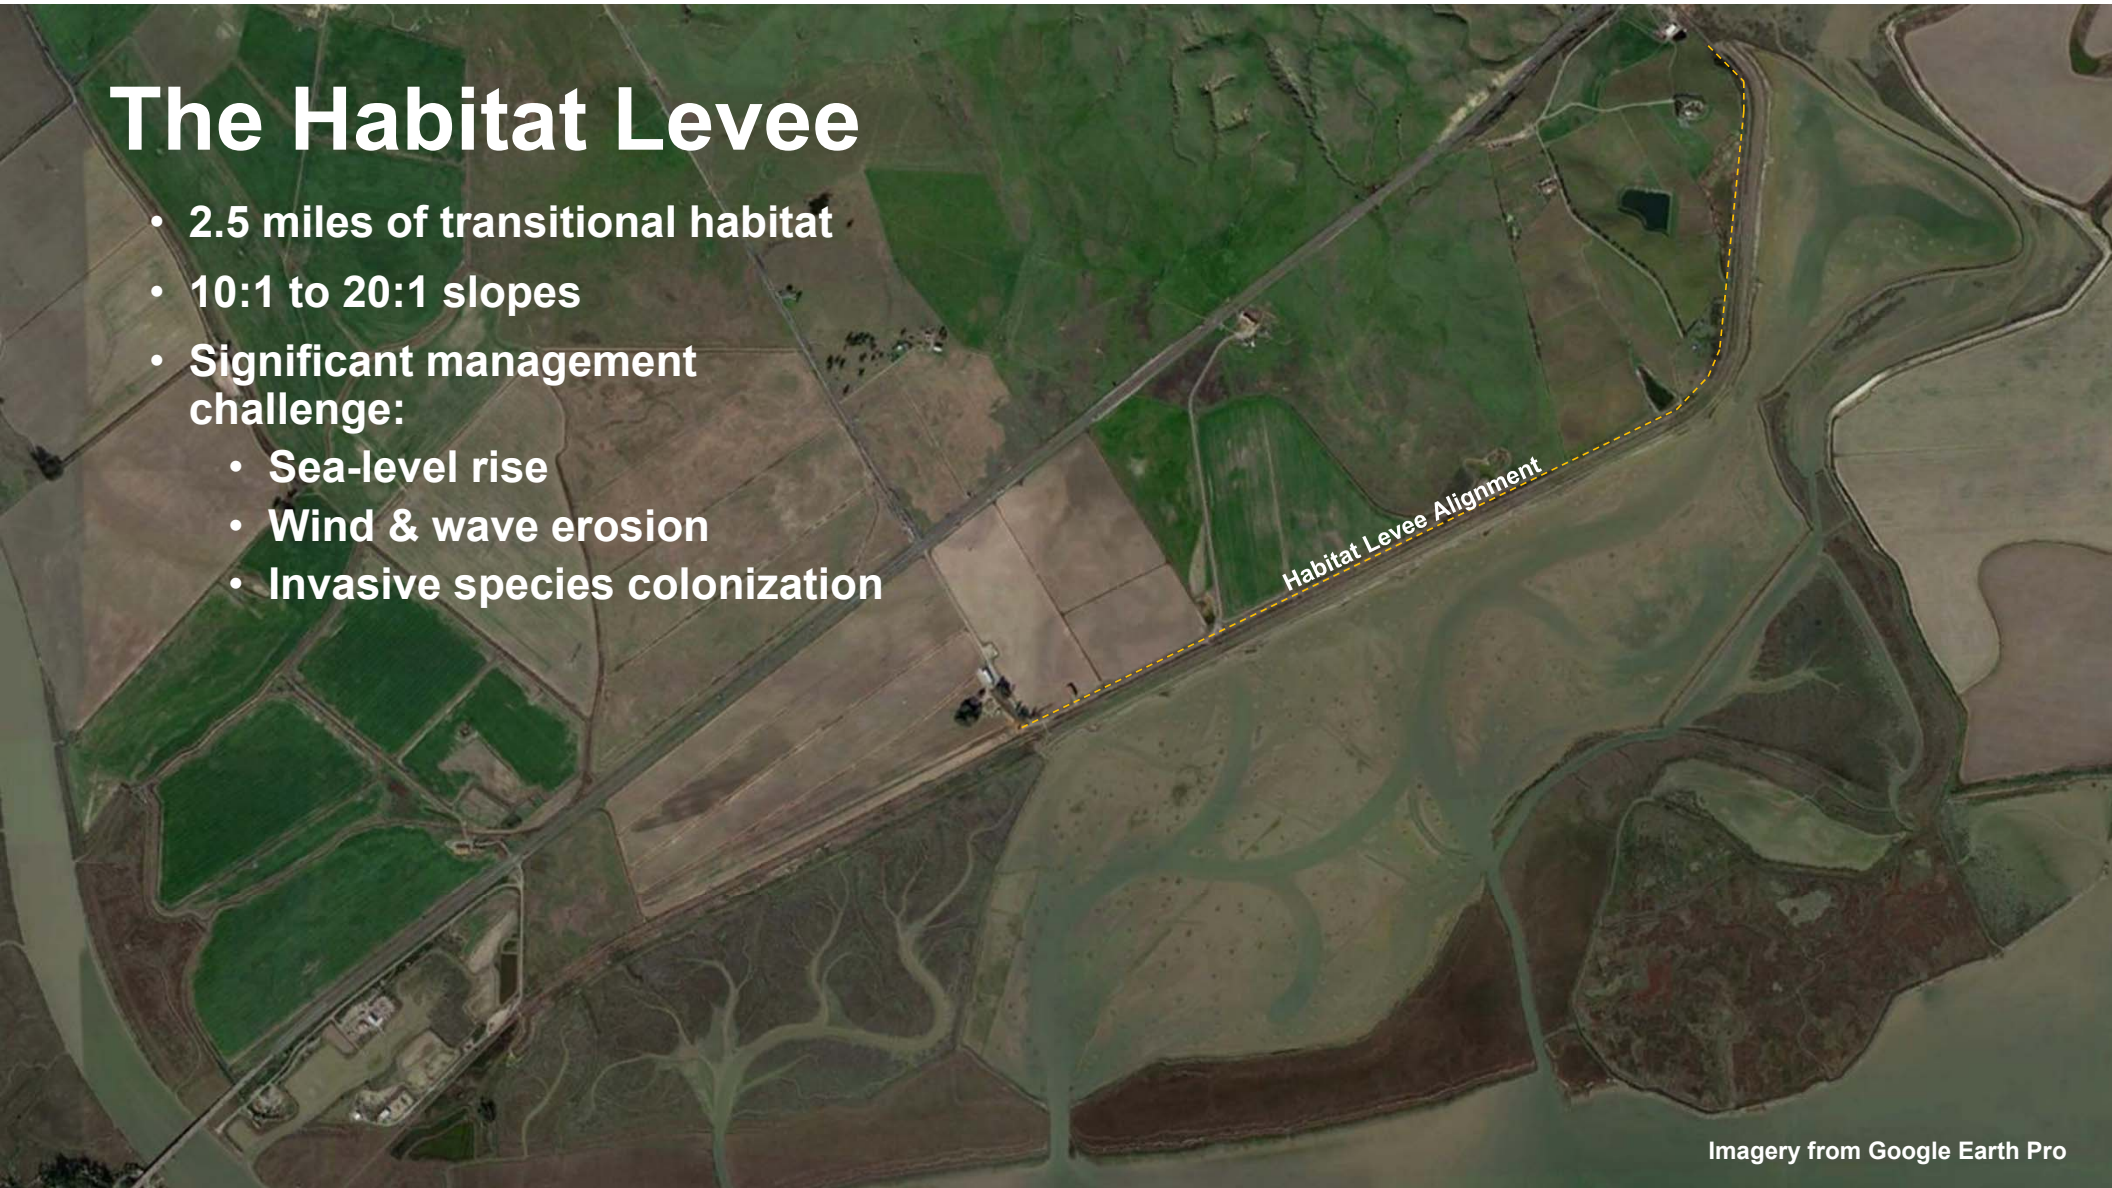 The Habitat Levee
• 2.5 miles of transitional habitat
• 10:1 to 20:1 slopes
• Significant management
challenge:
• Sea-level rise
• Wind & wave erosion
• Invasive species colonization
Habitat Levee Alignment
Imagery from Google Earth Pro